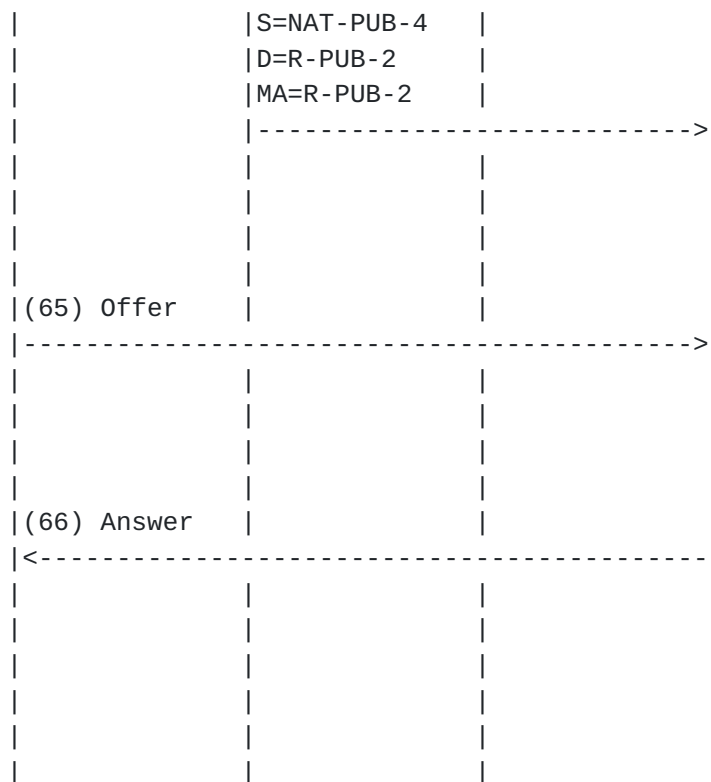 |              |S=NAT-PUB-4   |
|              |D=R-PUB-2     |
|              |MA=R-PUB-2    |
|              |---------------------------->
|              |              |
|              |              |
|              |              |
|              |              |
|(65) Offer    |              |
|------------------------------------------->
|              |              |
|              |              |
|              |              |
|              |              |
|(66) Answer   |              |
|<-------------------------------------------
|              |              |
|              |              |
|              |              |
|              |              |
|              |              |
|              |              |